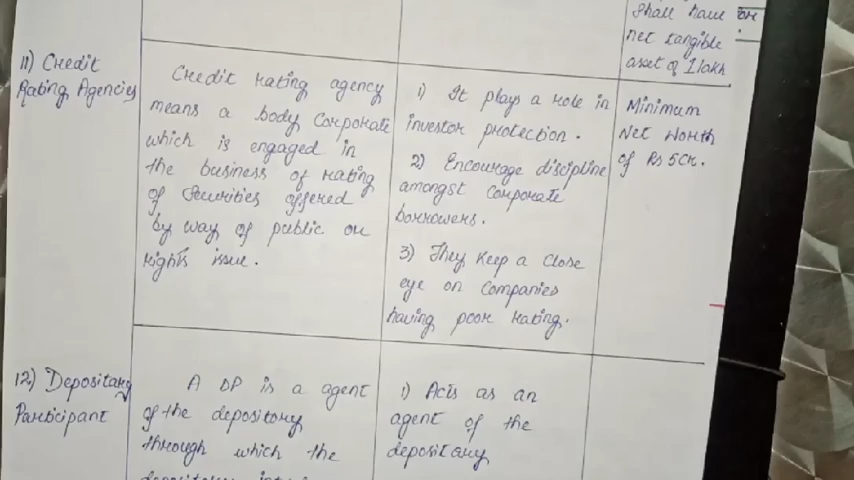 Shall have
net tangible
asset of 1 lakh
11) Credit
Rating Agencies
Credit rating agency
means a body Corporate
which is engaged in
the business of rating
of Securities offered
by way of public or
rights issue.
1) It plays a role in
investor protection.
2) Encourage discipline
amongst Corporate
borrowers.
3) They Keep a Close
eye on Companies
having poor rating.
Minimum
Net Worth
of Rs 5CR.
12) Depositary
Participant
A DP is a agent
of the depository
through which the
1) Acts as an
agent of the
depositary